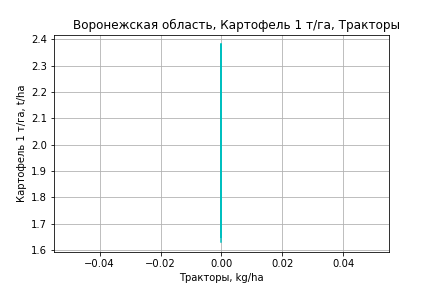 Воронежская область, Картофель 1 т/га, Тракторы
2.4
2.3
2.2
2.1
2.0
1.9
1.8
1.7
1.6
Картофель 1 т/га, t/ha
−0.04 −0.02 0.00 0.02 0.04
Тракторы, kg/ha